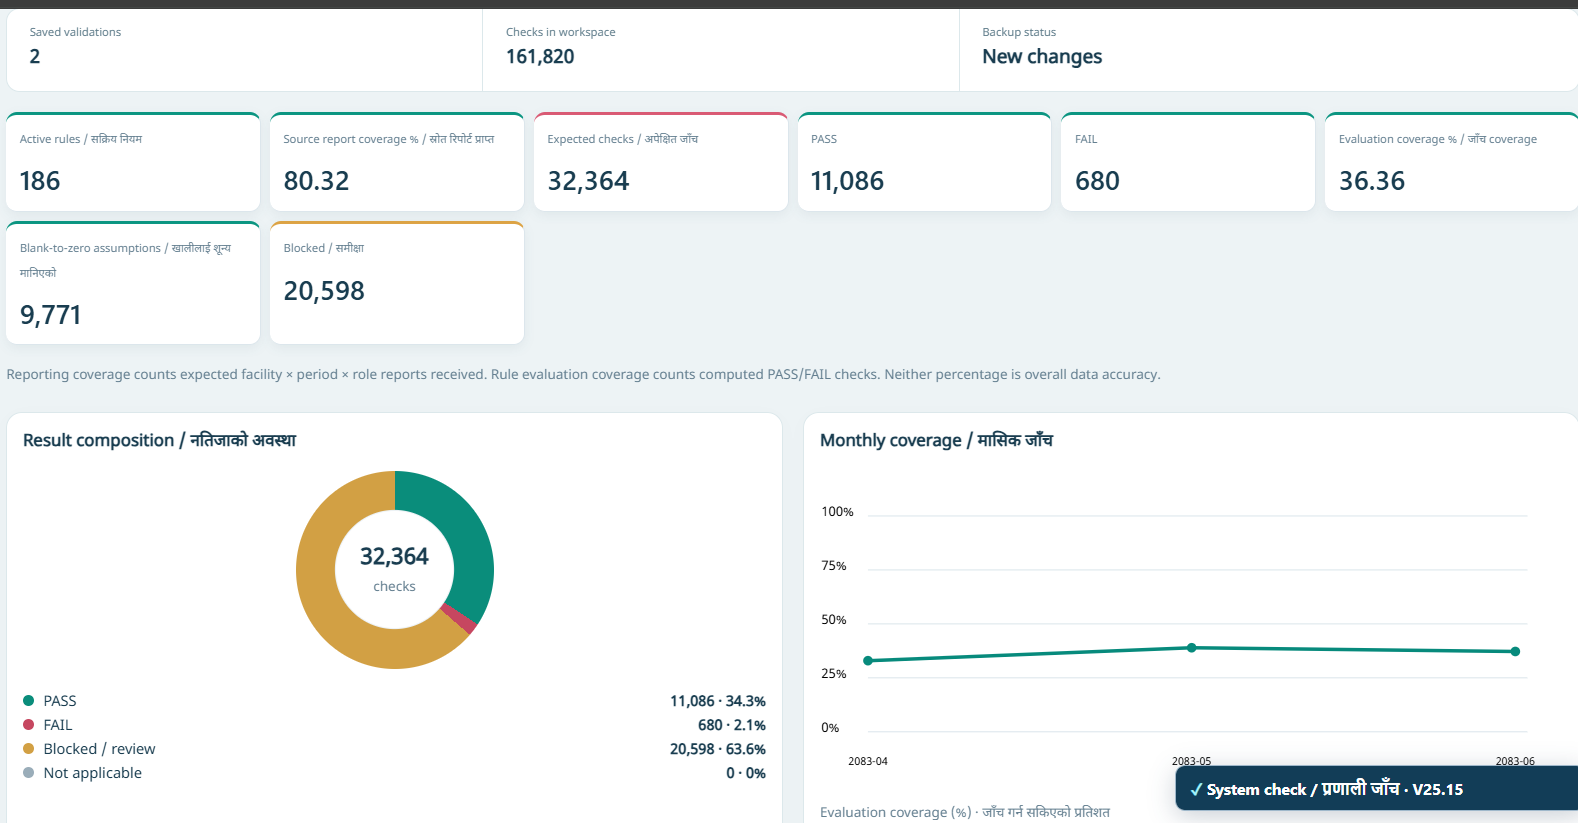 Saved validations
2
Checks in workspace
161,820
Backup status
New changes
Active rules / सक्रिय नियम
186
Source report coverage % / स्रोत रिपोर्ट प्राप्त
80.32
Expected checks / अपेक्षित जाँच
32,364
PASS
11,086
FAIL
680
Evaluation coverage % / जाँच coverage
36.36
Blank-to-zero assumptions / खालीलाई शून्य
मानिएको
9,771
Blocked / समीक्षा
20,598
Reporting coverage counts expected facility × period × role reports received. Rule evaluation coverage counts computed PASS/FAIL checks. Neither percentage is overall data accuracy.
Result composition / नतिजाको अवस्था
32,364
checks
PASS 11,086 · 34.3%
FAIL 680 · 2.1%
Blocked / review 20,598 · 63.6%
Not applicable 0 · 0%
Monthly coverage / मासिक जाँच
100%
75%
50%
25%
0%
2083-04 2083-05 2083-06
✓ System check / प्रणाली जाँच · V25.15
Evaluation coverage (%) · जाँच गर्न सकिएको प्रतिशत